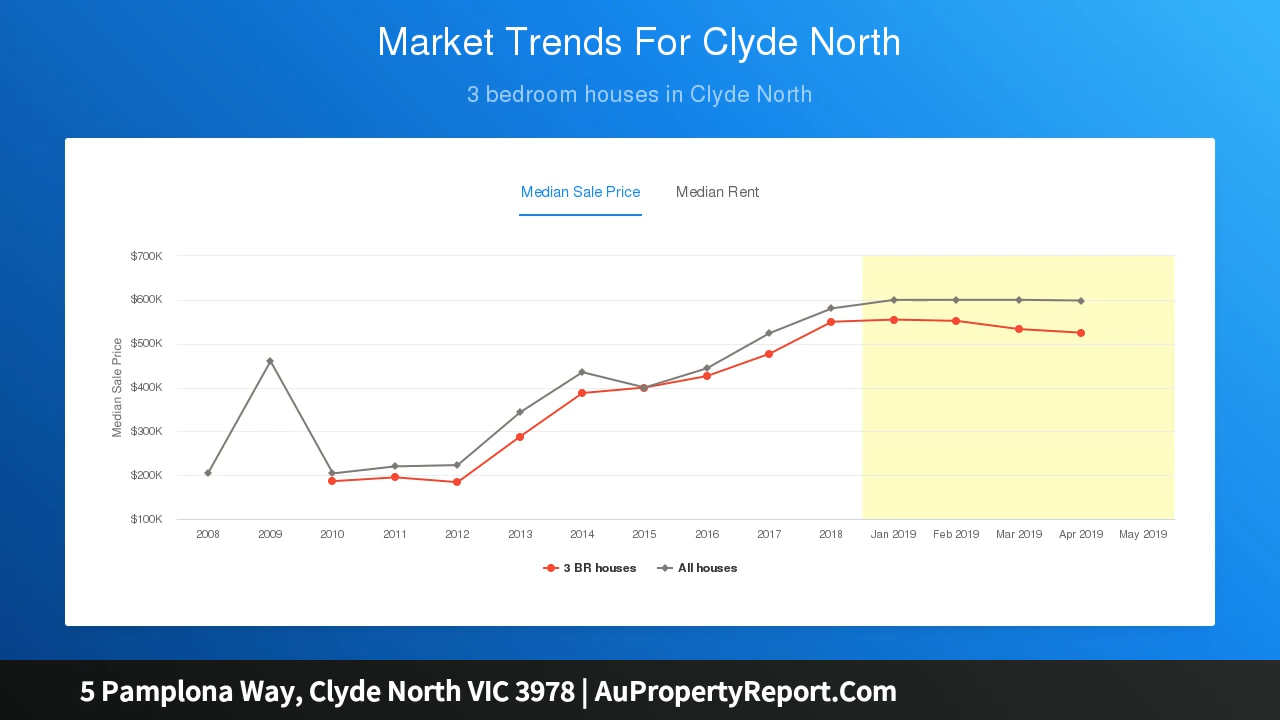 Market Trends For Clyde North
3 bedroom houses in Clyde North
Median Sale Price Median Rent
Median Sale Price
$700K
$600K
$500K
$400K
$300K
$200K
$100K
2008 2009 2010 2011 2012 2013 2014 2015 2016 2017 2018 Jan 2019 Feb 2019 Mar 2019 Apr 2019 May 2019
3 BR houses All houses
5 Pamplona Way, Clyde North VIC 3978 | AuPropertyReport.Com